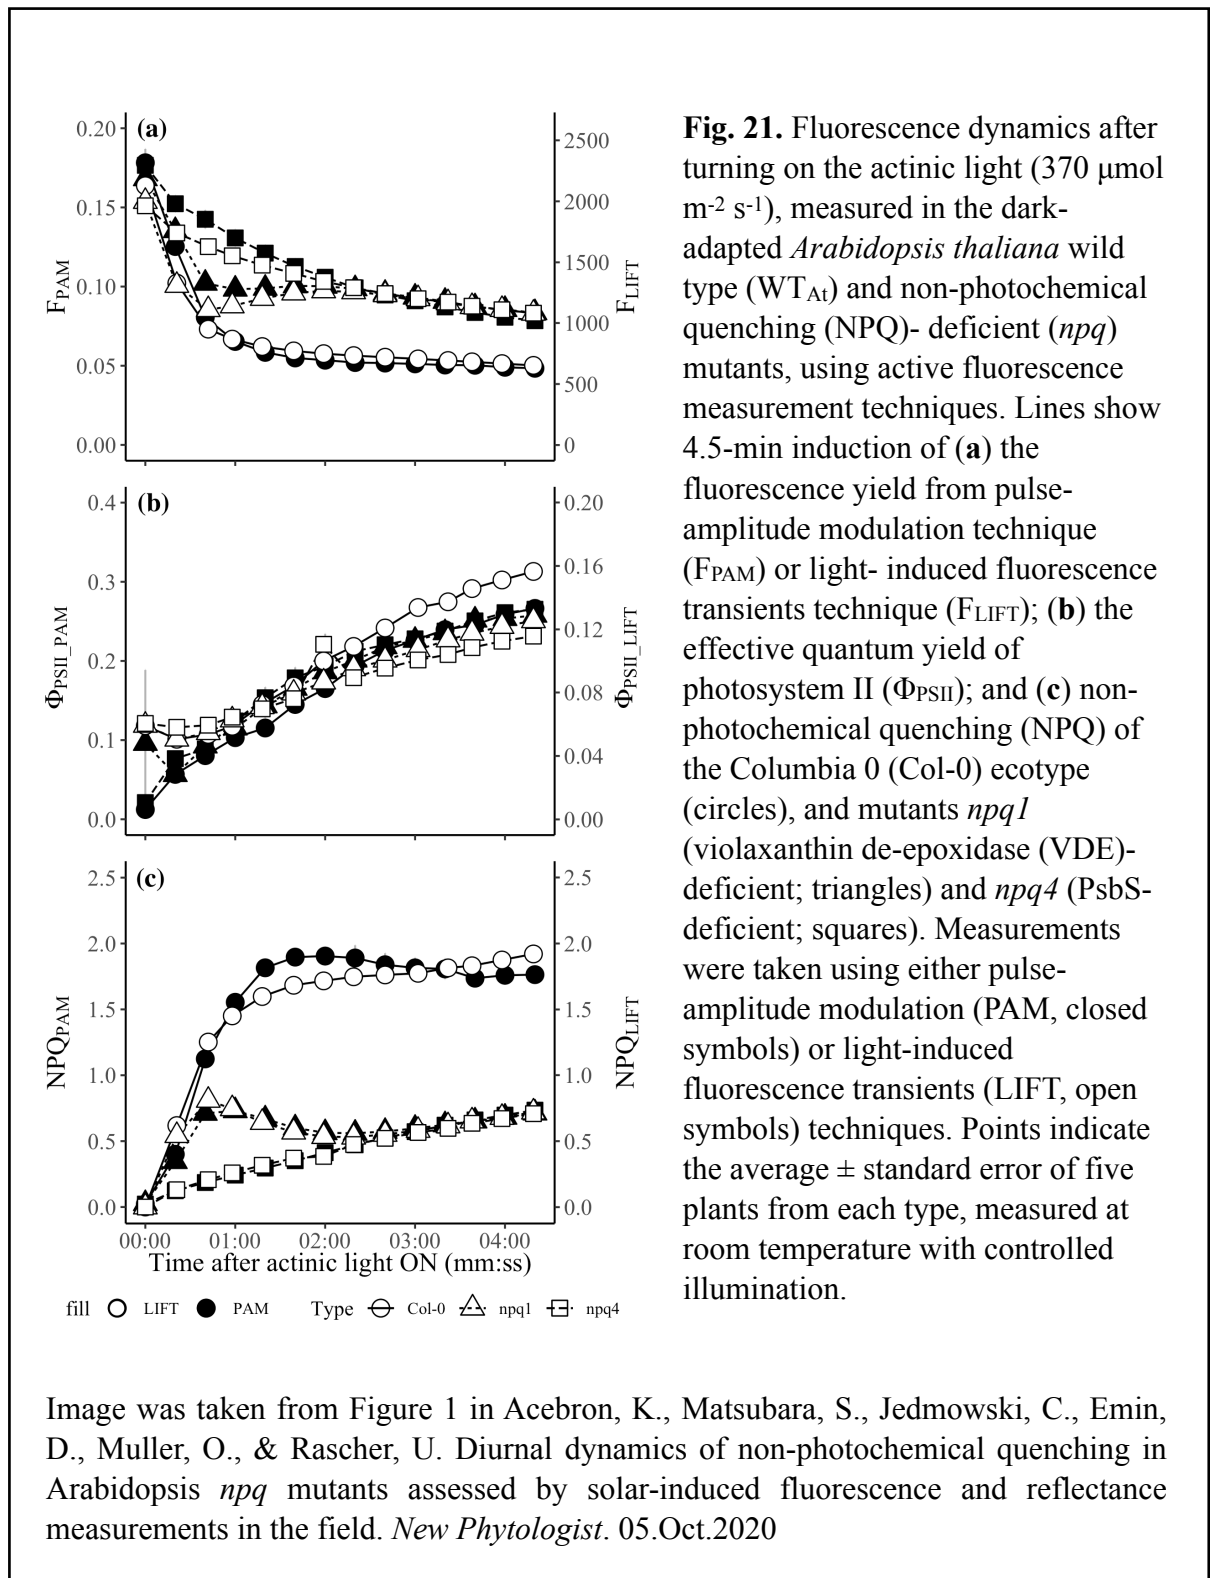 (a)
0.20
0.15
0.10
0.05
0.00
F_PAM
2500
2000
1500
1000
500
0
F_LIFT
(b)
0.4
0.3
0.2
0.1
0.0
Φ_PSII_PAM
0.20
0.16
0.12
0.08
0.04
0.00
Φ_PSII_LIFT
(c)
2.5
2.0
1.5
1.0
0.5
0.0
NPQ_PAM
2.5
2.0
1.5
1.0
0.5
0.0
NPQ_LIFT
00:00 01:00 02:00 03:00 04:00
Time after actinic light ON (mm:ss)
fill LIFT PAM Type Col-0 npq1 npq4
Fig. 21. Fluorescence dynamics after
turning on the actinic light (370 μmol
m-2 s-1), measured in the dark-
adapted Arabidopsis thaliana wild
type (WTAt) and non-photochemical
quenching (NPQ)- deficient (npq)
mutants, using active fluorescence
measurement techniques. Lines show
4.5-min induction of (a) the
fluorescence yield from pulse-
amplitude modulation technique
(FPAM) or light- induced fluorescence
transients technique (FLIFT); (b) the
effective quantum yield of
photosystem II (ΦPSII); and (c) non-
photochemical quenching (NPQ) of
the Columbia 0 (Col-0) ecotype
(circles), and mutants npq1
(violaxanthin de-epoxidase (VDE)-
deficient; triangles) and npq4 (PsbS-
deficient; squares). Measurements
were taken using either pulse-
amplitude modulation (PAM, closed
symbols) or light-induced
fluorescence transients (LIFT, open
symbols) techniques. Points indicate
the average ± standard error of five
plants from each type, measured at
room temperature with controlled
illumination.
Image was taken from Figure 1 in Acebron, K., Matsubara, S., Jedmowski, C., Emin,
D., Muller, O., & Rascher, U. Diurnal dynamics of non-photochemical quenching in
Arabidopsis npq mutants assessed by solar-induced fluorescence and reflectance
measurements in the field. New Phytologist. 05.Oct.2020